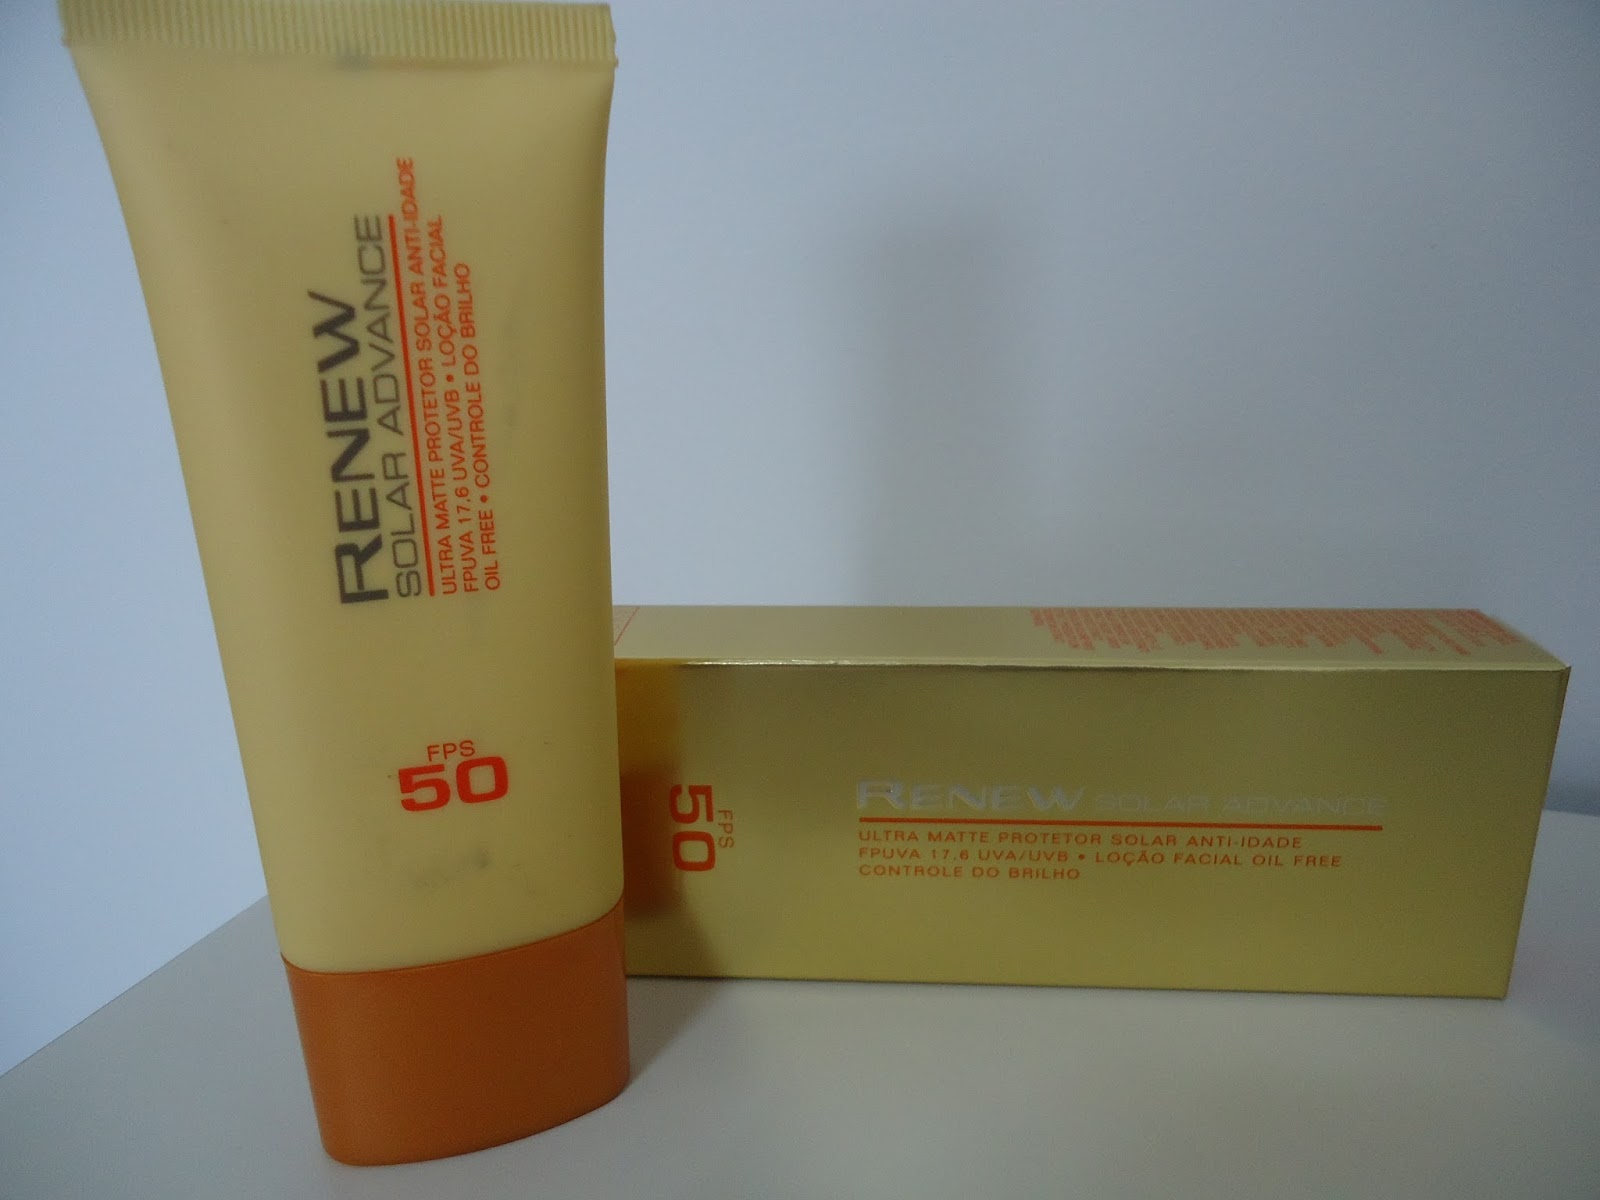 RENEW
SOLAR ADVANCE
ULTRA MATTE PROTETOR SOLAR ANTI-IDADE
FPUVA 17.6 UVA/UVB • LOÇÃO FACIAL
OIL FREE • CONTROLE DO BRILHO
FPS
50
FPS
50
RENEW SOLAR ADVANCE
ULTRA MATTE PROTETOR SOLAR ANTI-IDADE
FPUVA 17.6 UVA/UVB • LOÇÃO FACIAL OIL FREE
CONTROLE DO BRILHO